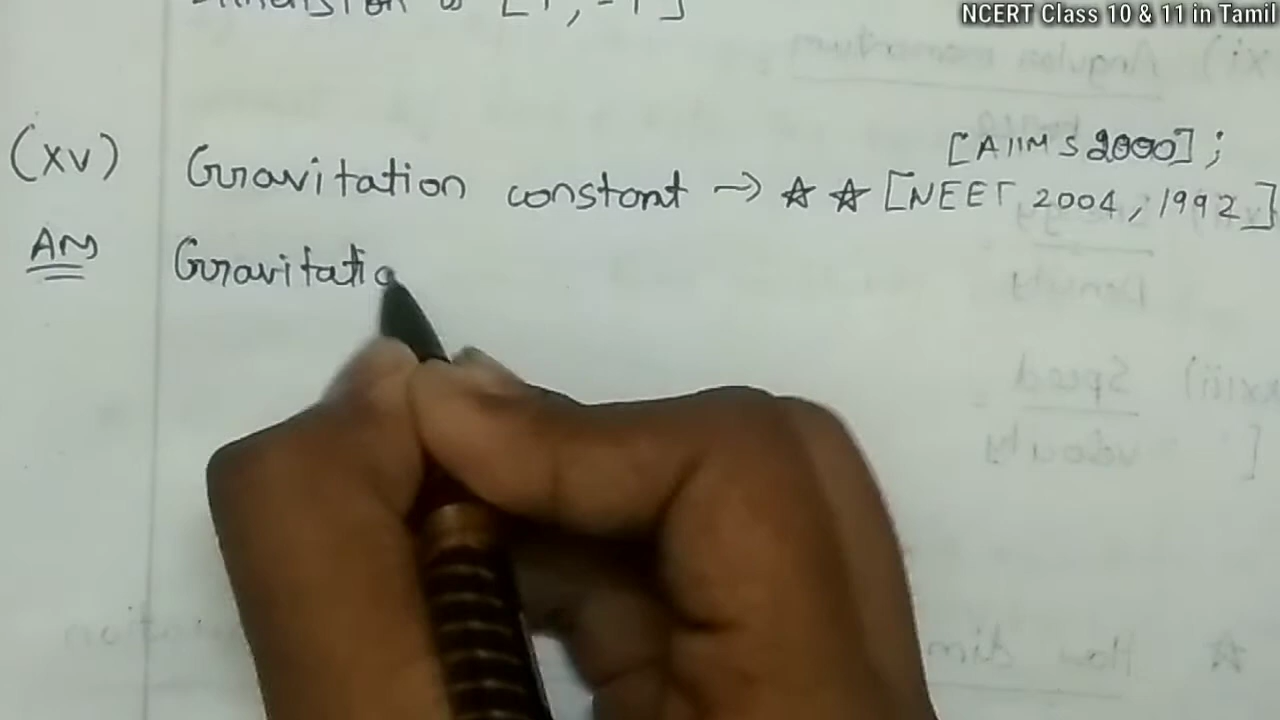 NCERT Class 10 & 11 in Tamil
[AIIMS 2000];
(xv) Gravitation constant → ☆ ☆ [NEET 2004, 1992]
Ans Gravitatio